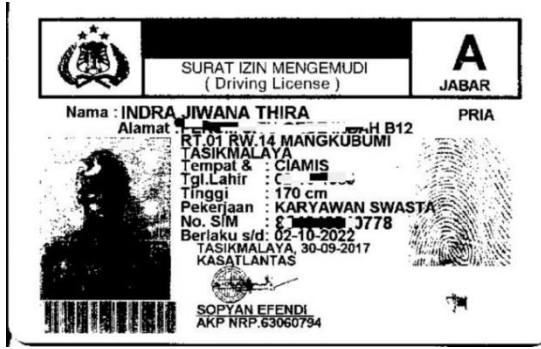 SURAT IZIN MENGEMUDI
( Driving License )
A
JABAR
Nama : INDRA JIWANA THIRA
PRIA
Alamat : B12
RT.01 RW.14 MANGKUBUMI
TASIKMALAYA
Tempat & : CIAMIS
Tgl.Lahir :
Tinggi : 170 cm
Pekerjaan : KARYAWAN SWASTA
No. SIM : 0778
Berlaku s/d : 02-10-2022
TASIKMALAYA, 30-09-2017
KASATLANTAS
SOPYAN EFENDI
AKP NRP.63060794